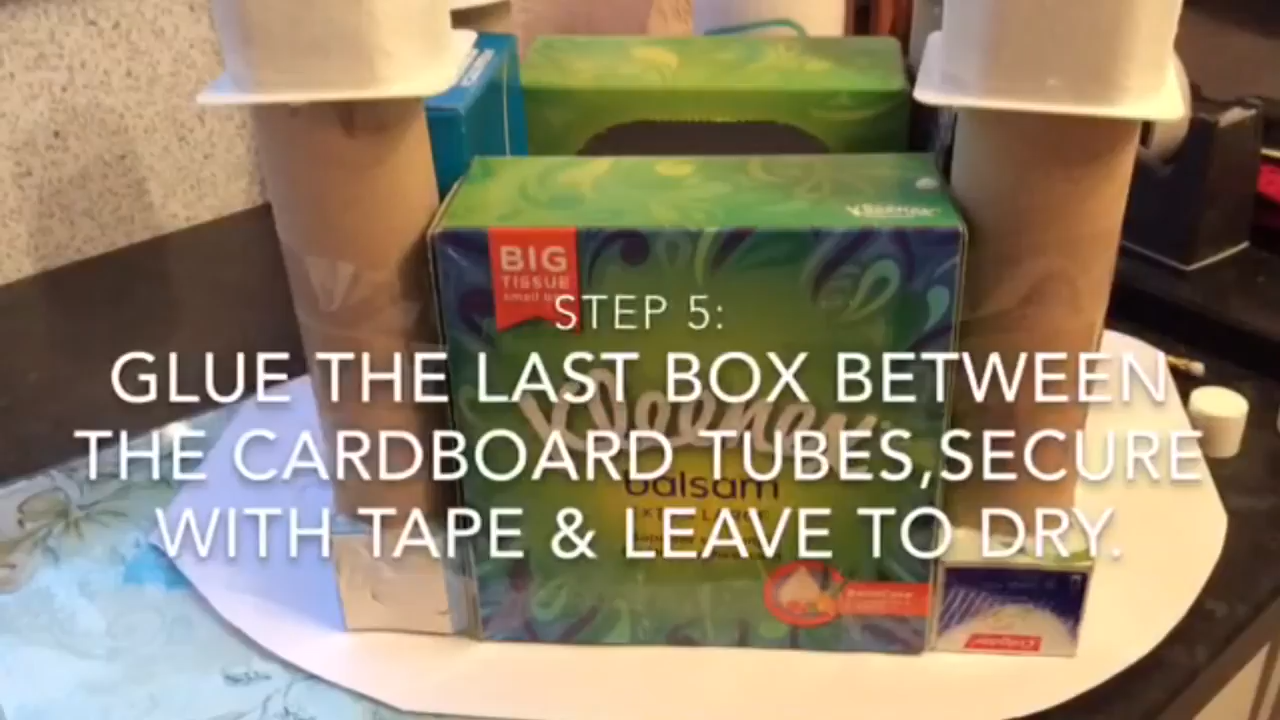 Kleenex
BIG
TISSUE
STEP 5:
GLUE THE LAST BOX BETWEEN
THE CARDBOARD TUBES,SECURE
WITH TAPE & LEAVE TO DRY.
Kleenex
balsam